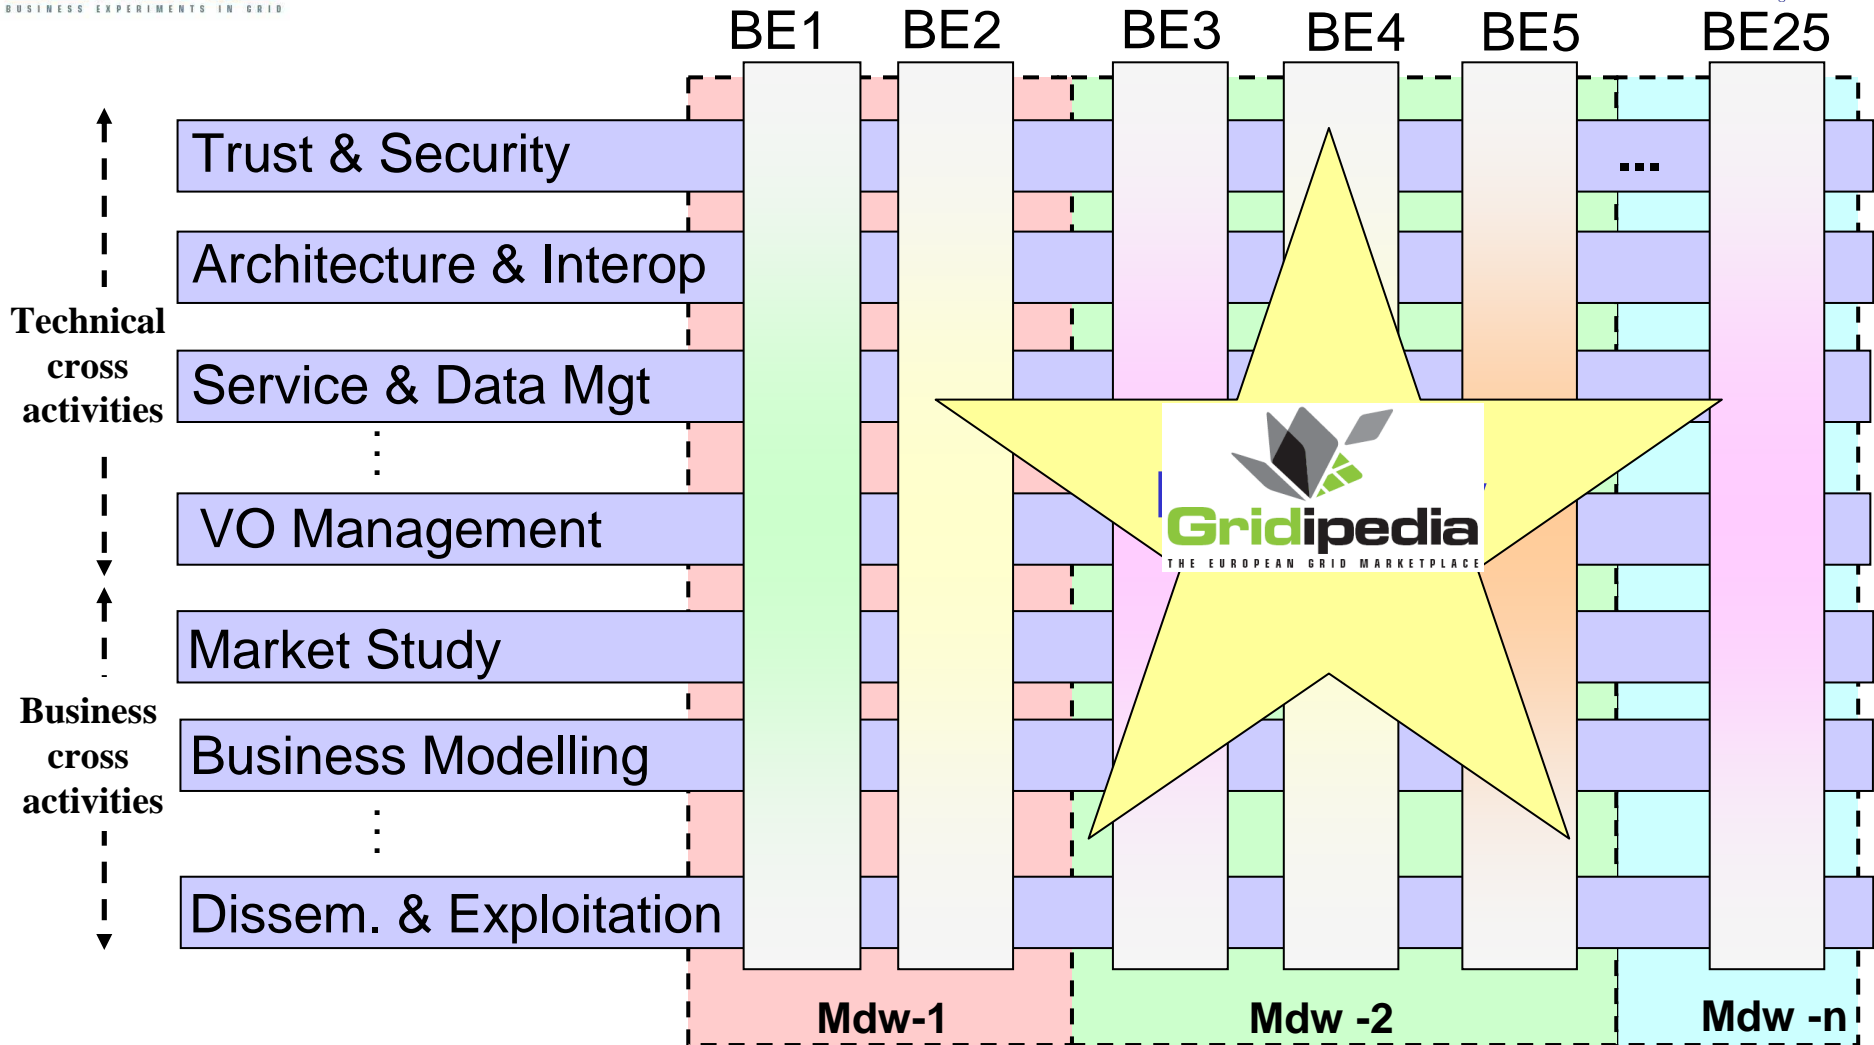 BUSINESS EXPERIMENTS IN GRID
BE1 BE2 BE3 BE4 BE5 BE25
Trust & Security ...
Architecture & Interop
Technical
cross
activities
Service & Data Mgt
⋮
VO Management
Gridipedia
THE EUROPEAN GRID MARKETPLACE
Market Study
Business
cross
activities
Business Modelling
⋮
Dissem. & Exploitation
Mdw-1 Mdw -2 Mdw -n